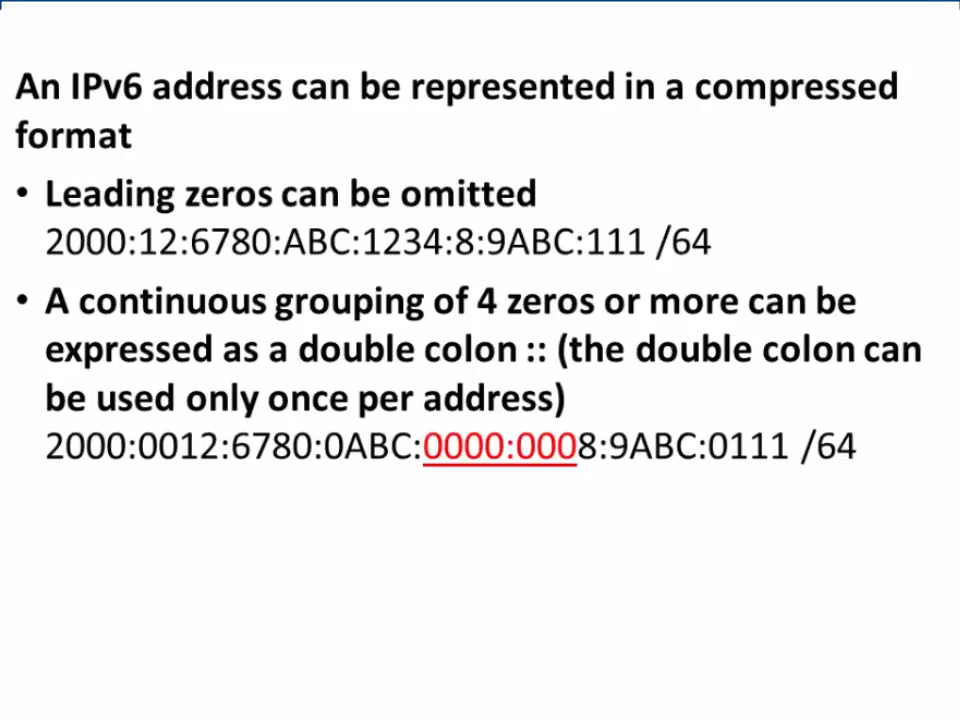 An IPv6 address can be represented in a compressed
format
• Leading zeros can be omitted
2000:12:6780:ABC:1234:8:9ABC:111 /64
• A continuous grouping of 4 zeros or more can be
expressed as a double colon :: (the double colon can
be used only once per address)
2000:0012:6780:0ABC:0000:0008:9ABC:0111 /64